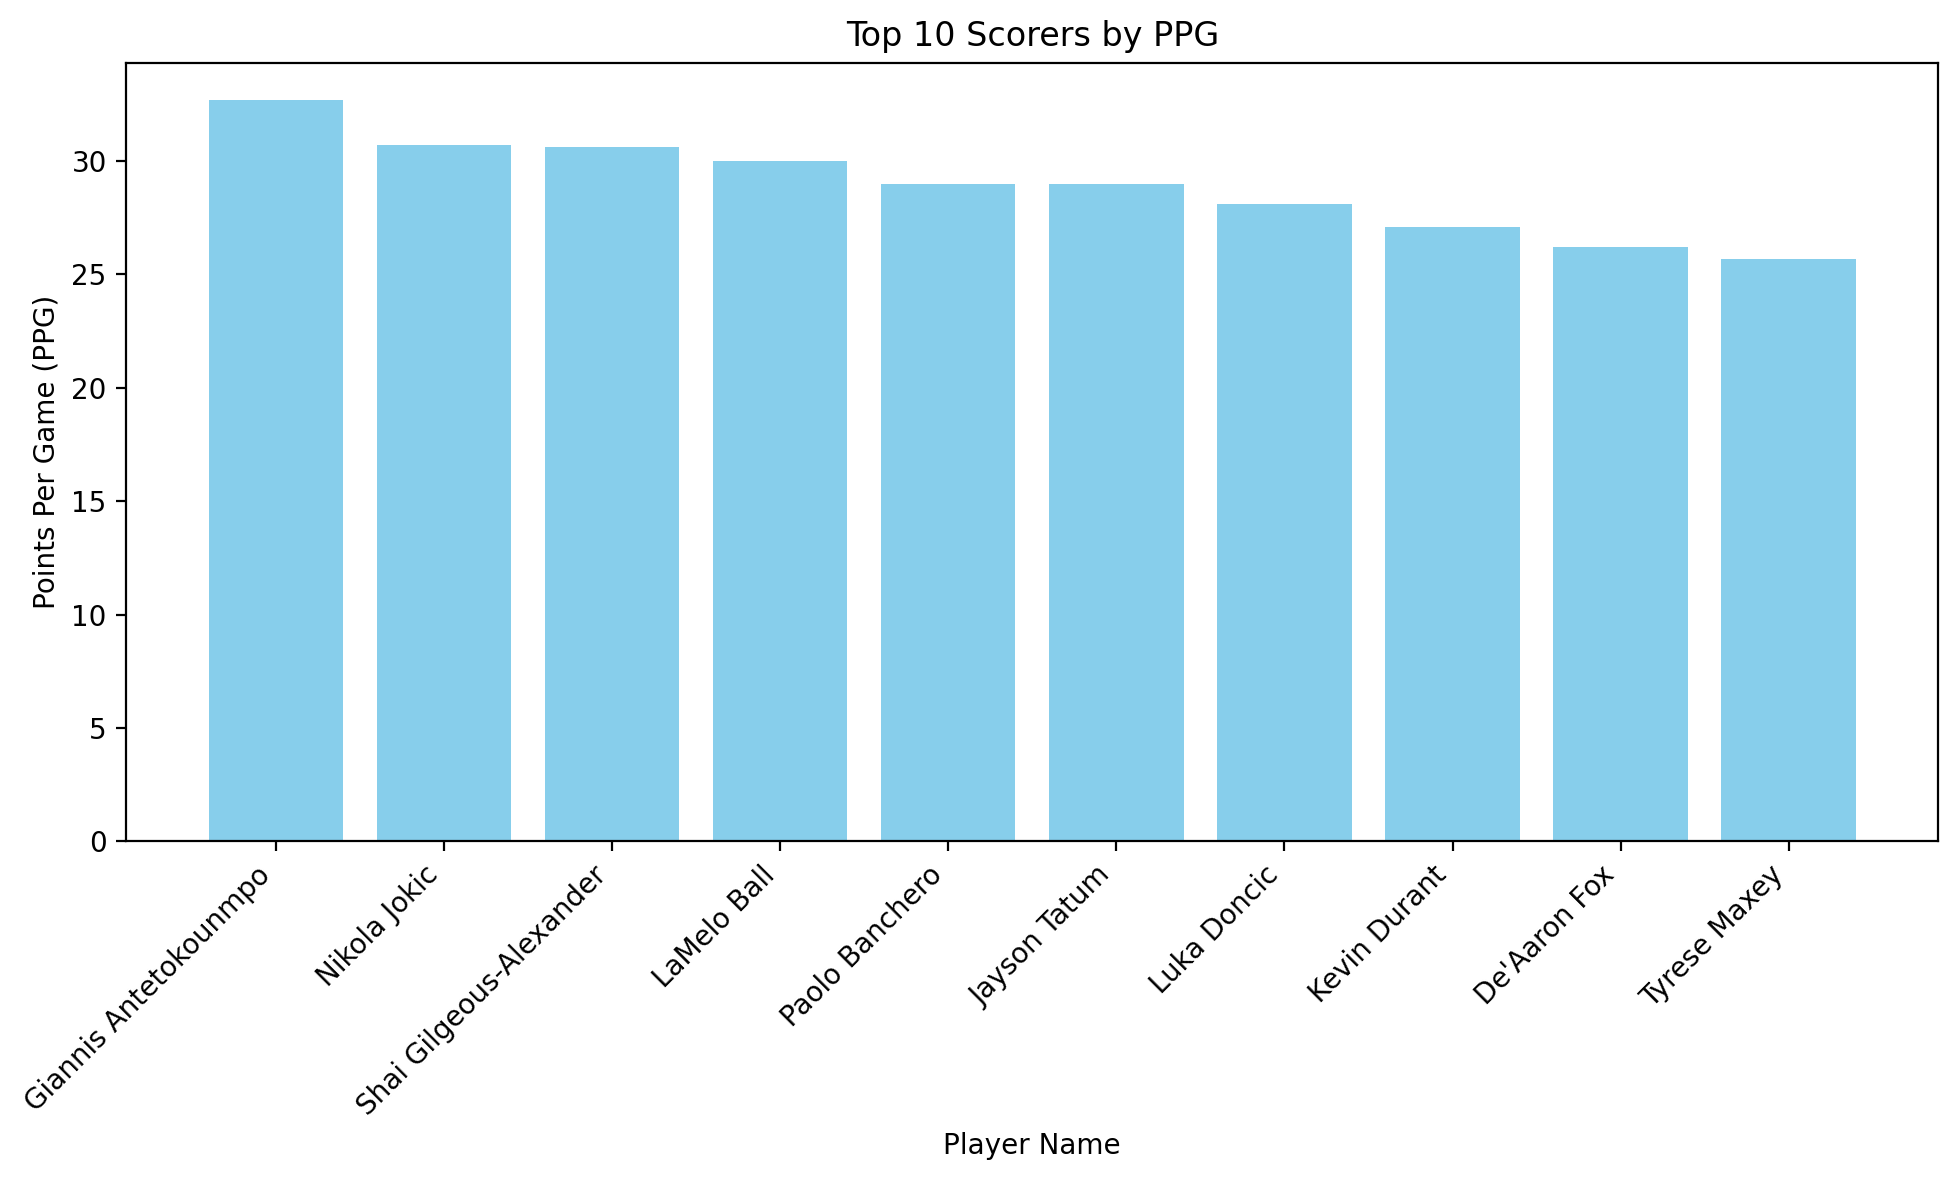 Top 10 Scorers by PPG
Points Per Game (PPG)
30
25
20
15
10
5
0
Giannis Antetokounmpo
Nikola Jokic
Shai Gilgeous-Alexander
LaMelo Ball
Paolo Banchero
Jayson Tatum
Luka Doncic
Kevin Durant
De'Aaron Fox
Tyrese Maxey
Player Name